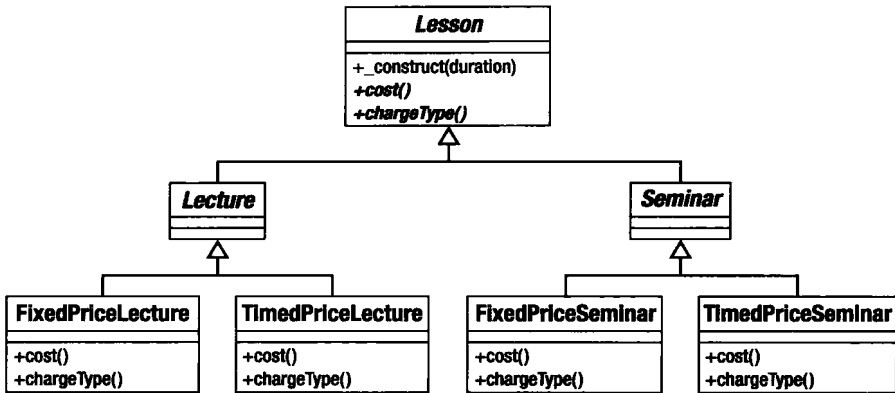 Lesson
+_construct(duration)
+cost()
+chargeType()
Lecture
Seminar
FixedPriceLecture
+cost()
+chargeType()
TimedPriceLecture
+cost()
+chargeType()
FixedPriceSeminar
+cost()
+chargeType()
TimedPriceSeminar
+cost()
+chargeType()